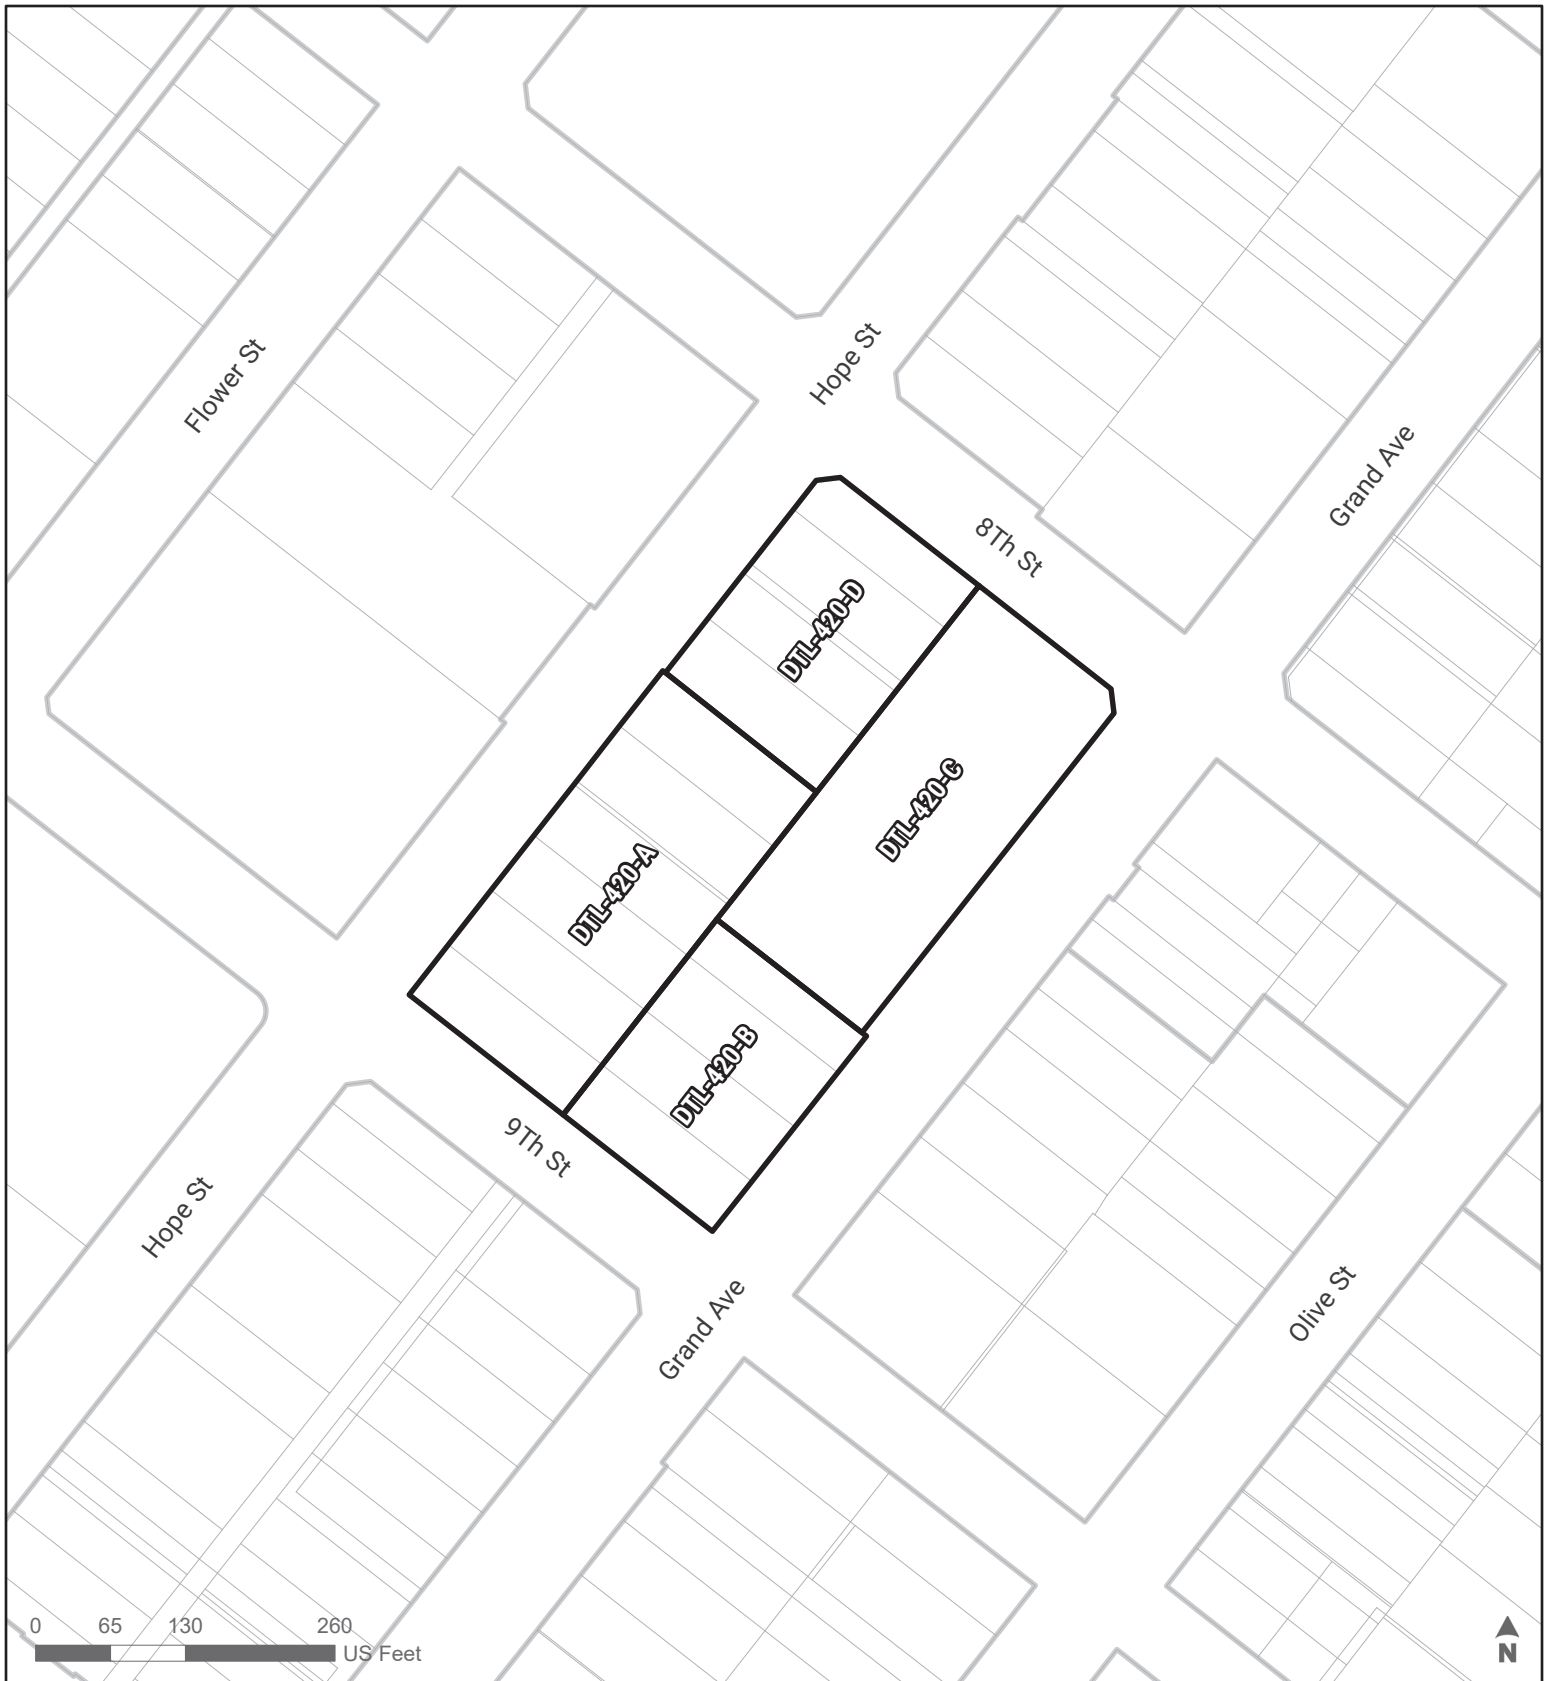 Flower St
Hope St
Grand Ave
8Th St
DTL-420-D
DTL-420-C
DTL-420-A
DTL-420-B
9Th St
Hope St
Grand Ave
Olive St
0 65 130 260
US Feet
N